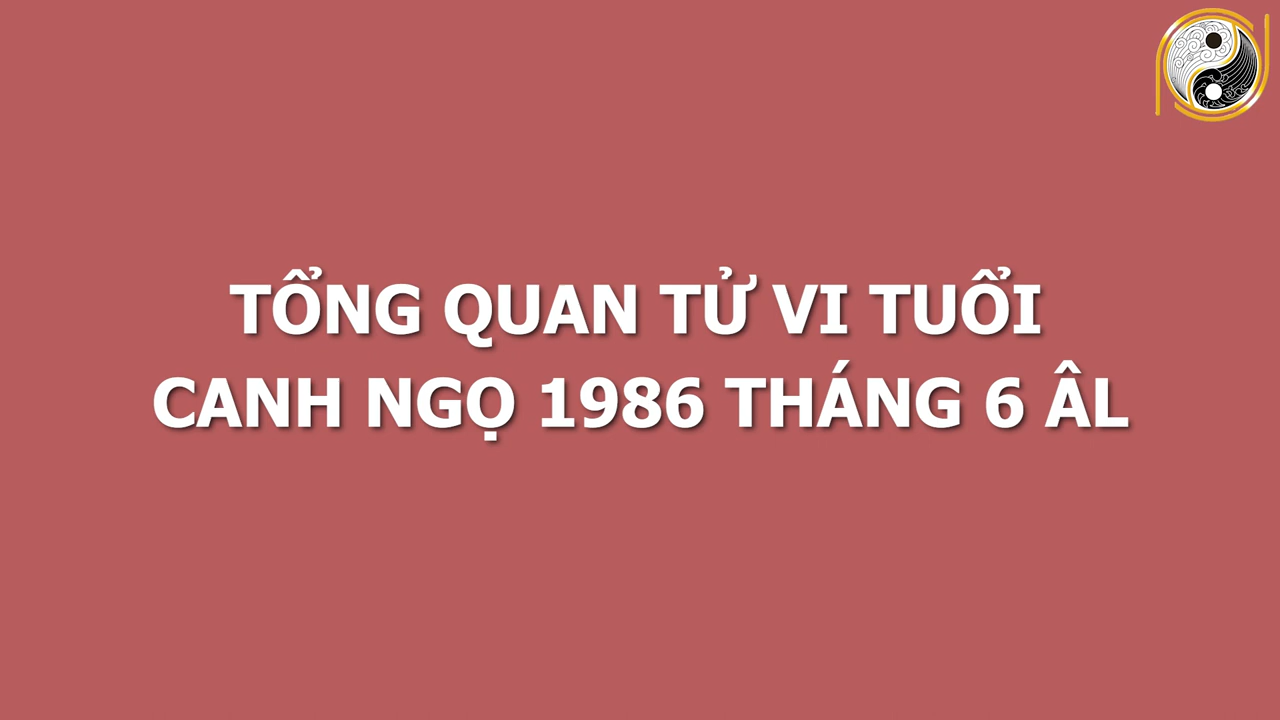 TỔNG QUAN TỬ VI TUỔI
CANH NGỌ 1986 THÁNG 6 ÂL